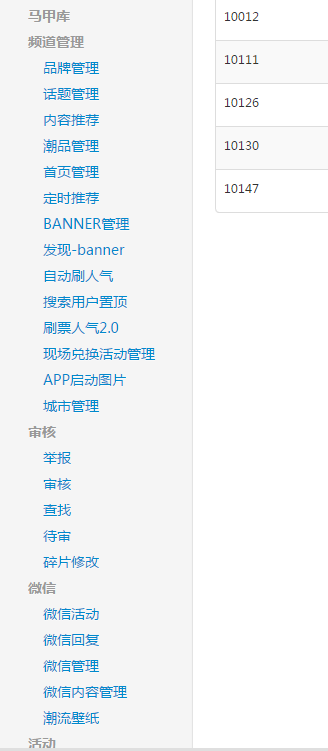 马甲库
频道管理
品牌管理
话题管理
内容推荐
潮品管理
首页管理
定时推荐
BANNER管理
发现-banner
自动刷人气
搜索用户置顶
刷票人气2.0
现场兑换活动管理
APP启动图片
城市管理
审核
举报
审核
查找
待审
碎片修改
微信
微信活动
微信回复
微信管理
微信内容管理
潮流壁纸
活动
10012
10111
10126
10130
10147